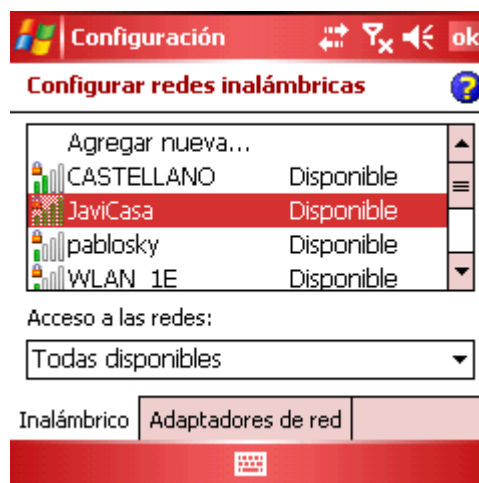 Configuración ok
Configurar redes inalámbricas
Agregar nueva...
CASTELLANO Disponible
JaviCasa Disponible
pablosky Disponible
WLAN_1E Disponible
Acceso a las redes:
Todas disponibles
Inalámbrico Adaptadores de red